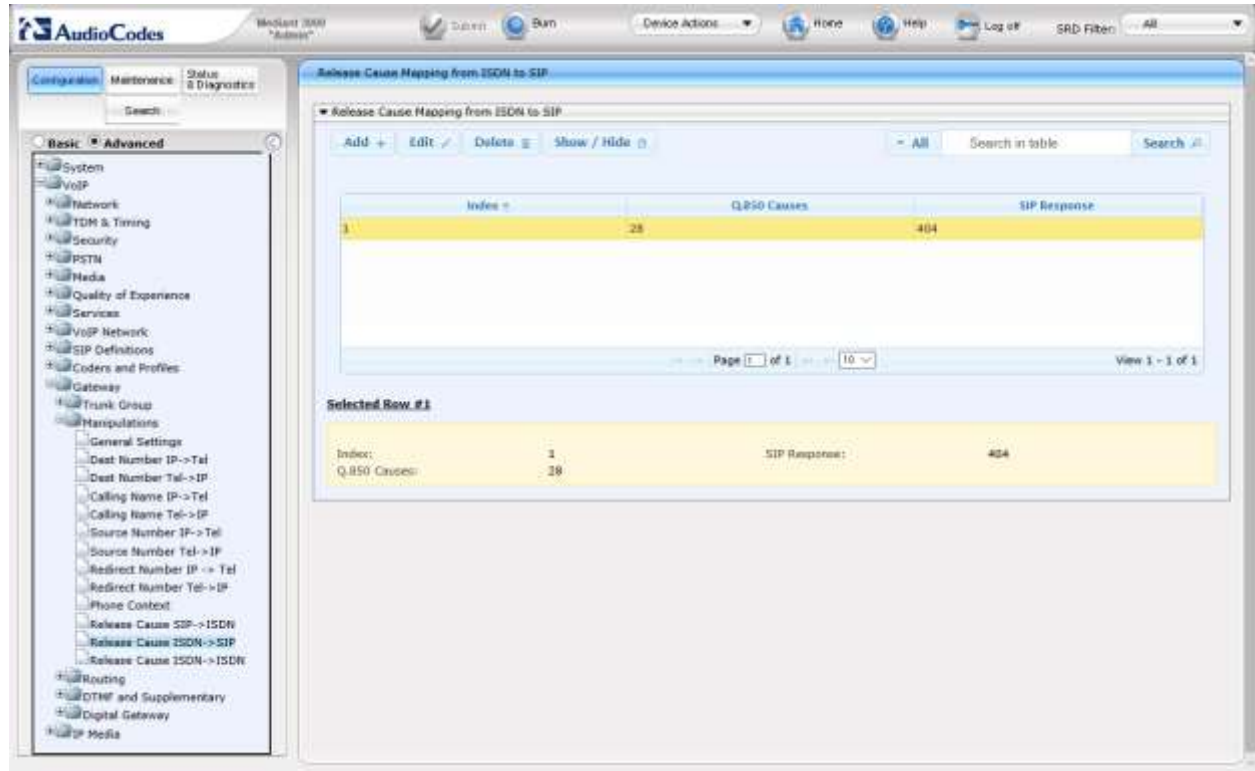 AudioCodes
Mediant 3000
"Admin"
Submit
Burn
Device Actions
Home
Help
Log off
SRD Filter:
All
Configuration
Maintenance
Status
& Diagnostics
Search
Basic
Advanced
System
VoIP
Network
TDM & Timing
Security
PSTN
Media
Quality of Experience
Services
VoIP Network
SIP Definitions
Coders and Profiles
Gateway
Trunk Group
Manipulations
General Settings
Dest Number IP->Tel
Dest Number Tel->IP
Calling Name IP->Tel
Calling Name Tel->IP
Source Number IP->Tel
Source Number Tel->IP
Redirect Number IP -> Tel
Redirect Number Tel->IP
Phone Context
Release Cause SIP->ISDN
Release Cause ISDN->SIP
Release Cause ISDN->ISDN
Routing
DTMF and Supplementary
Digital Gateway
IP Media
Release Cause Mapping from ISDN to SIP
Release Cause Mapping from ISDN to SIP
Add +
Edit
Delete
Show / Hide
All
Search in table
Search
Index
Q.850 Causes
SIP Response
1
28
404
Page 1 of 1
10
View 1 - 1 of 1
Selected Row #1
Index: 1
SIP Response: 404
Q.850 Causes: 28